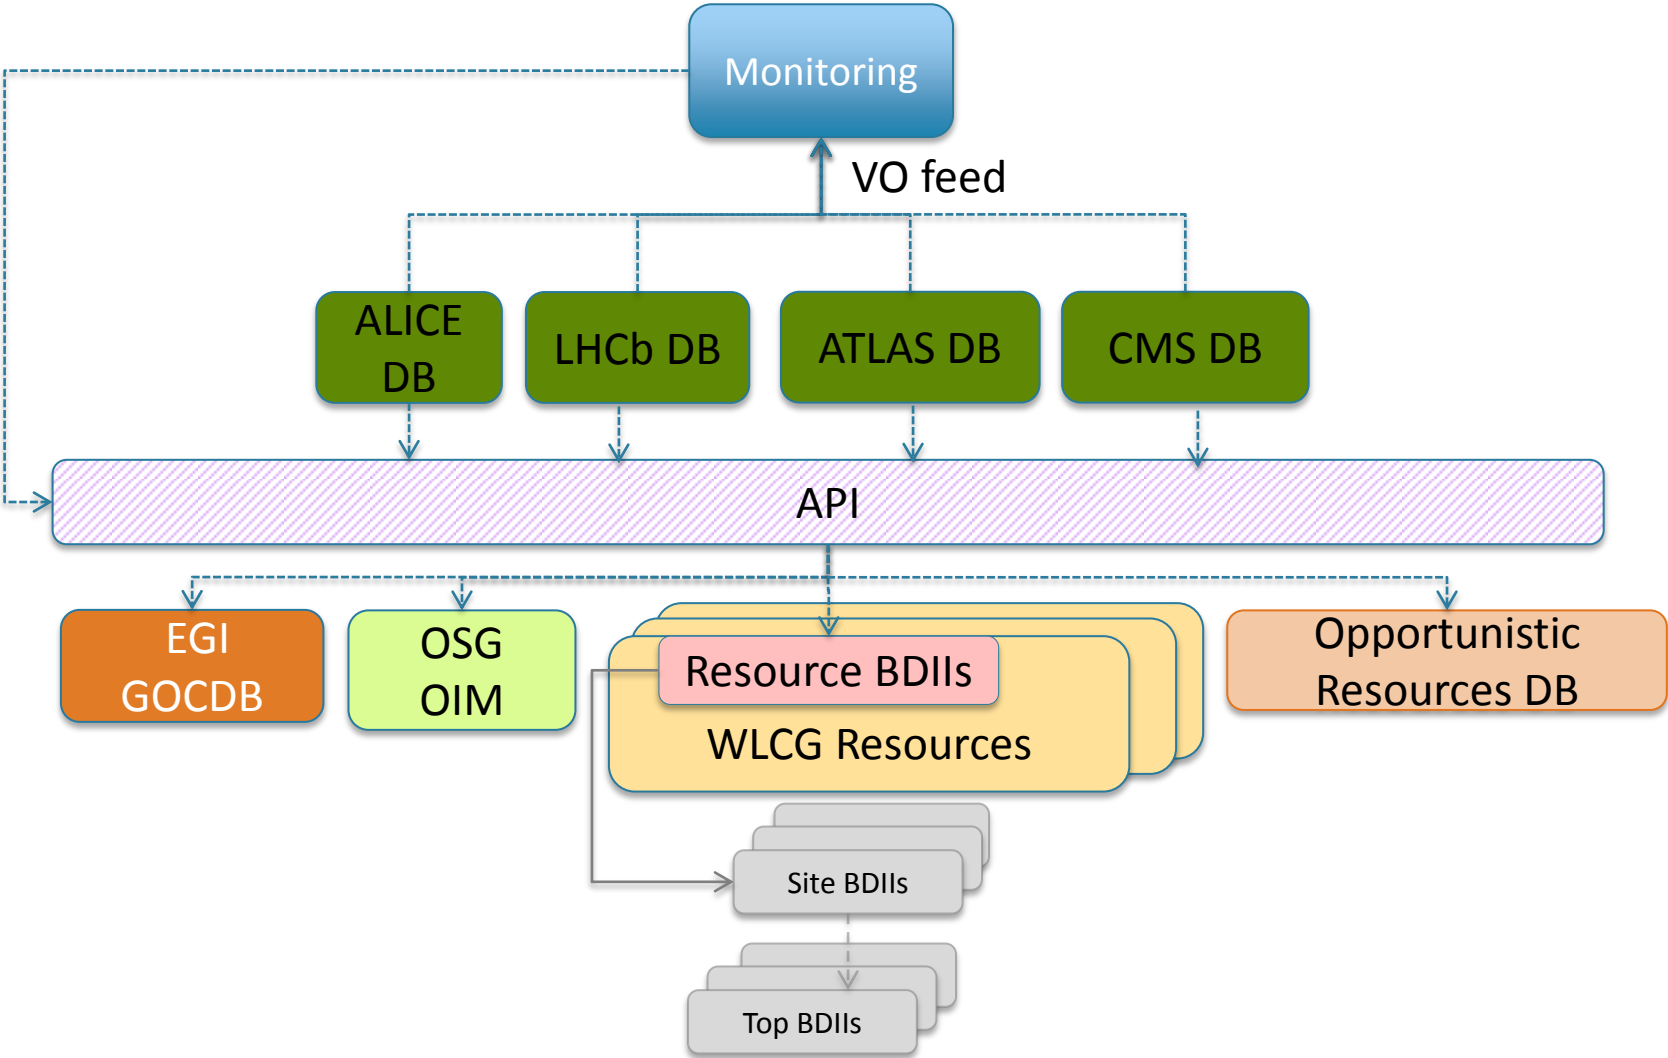 Monitoring
VO feed
ALICE
DB
LHCb DB
ATLAS DB
CMS DB
API
EGI
GOCDB
OSG
OIM
Resource BDIIs
WLCG Resources
Opportunistic
Resources DB
Site BDIIs
Top BDIIs